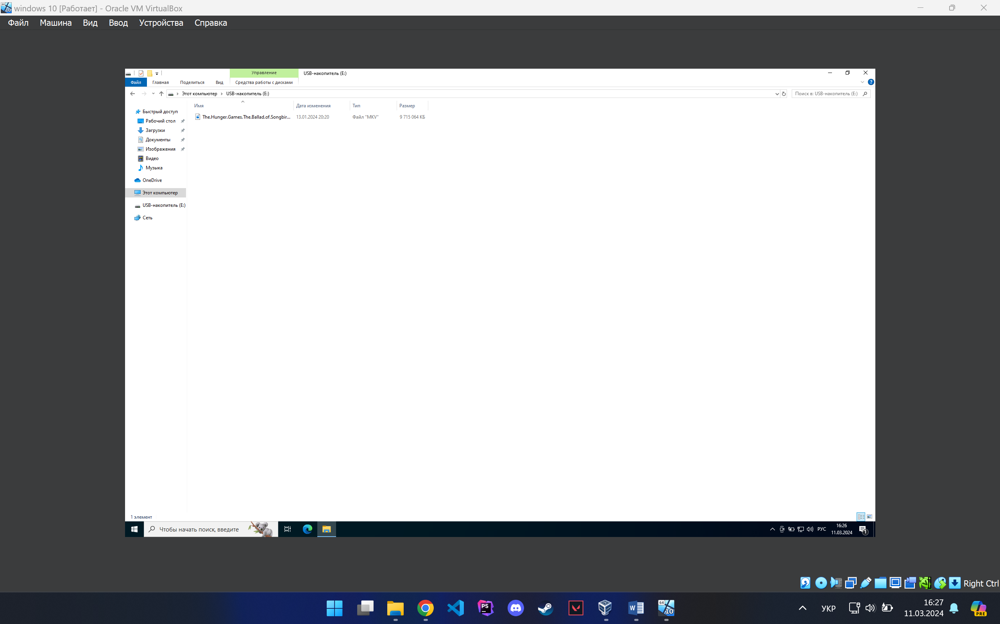 windows 10 [Работает] - Oracle VM VirtualBox
Файл Машина Вид Ввод Устройства Справка
Управление USB-накопитель (E:)
Файл Главная Поделиться Вид Средства работы с дисками
Этот компьютер › USB-накопитель (E:) Поиск в: USB-накопитель (E:)
Имя Дата изменения Тип Размер
The.Hunger.Games.The.Ballad.of.Songbir... 13.01.2024 20:20 Файл "MKV" 9 715 064 КБ
Быстрый доступ
Рабочий стол
Загрузки
Документы
Изображения
Видео
Музыка
OneDrive
Этот компьютер
USB-накопитель (E:)
Сеть
1 элемент
Чтобы начать поиск, введите
РУС
16:26
11.03.2024
1
Right Ctrl
УКР
16:27
11.03.2024
PRE